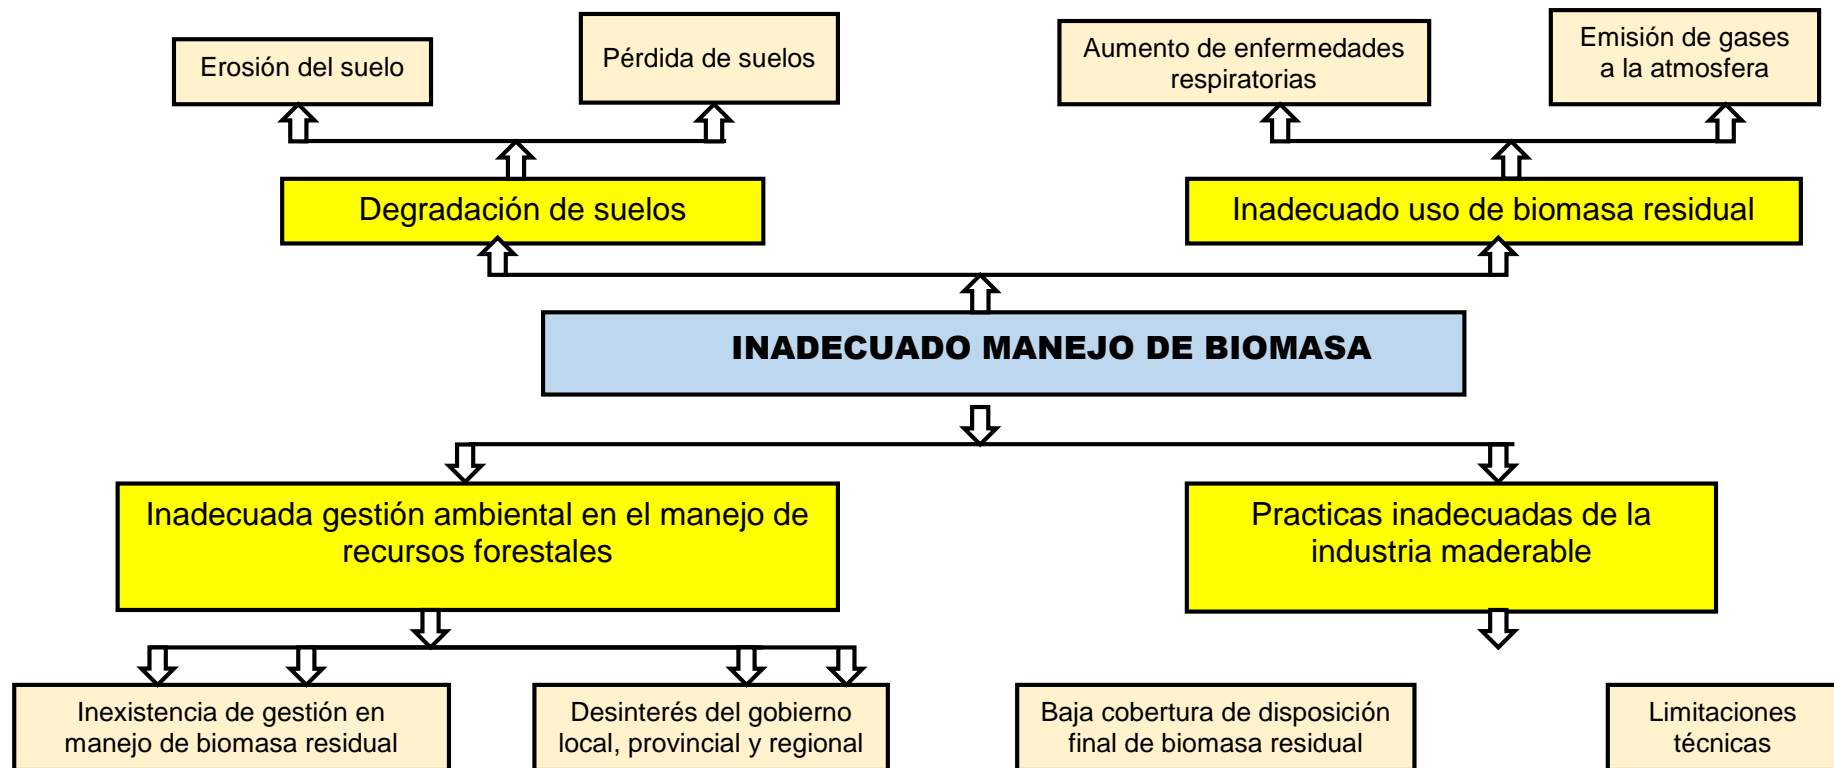 Erosión del suelo
Pérdida de suelos
Aumento de enfermedades
respiratorias
Emisión de gases
a la atmosfera
Degradación de suelos
Inadecuado uso de biomasa residual
INADECUADO MANEJO DE BIOMASA
Inadecuada gestión ambiental en el manejo de
recursos forestales
Practicas inadecuadas de la
industria maderable
Inexistencia de gestión en
manejo de biomasa residual
Desinterés del gobierno
local, provincial y regional
Baja cobertura de disposición
final de biomasa residual
Limitaciones
técnicas